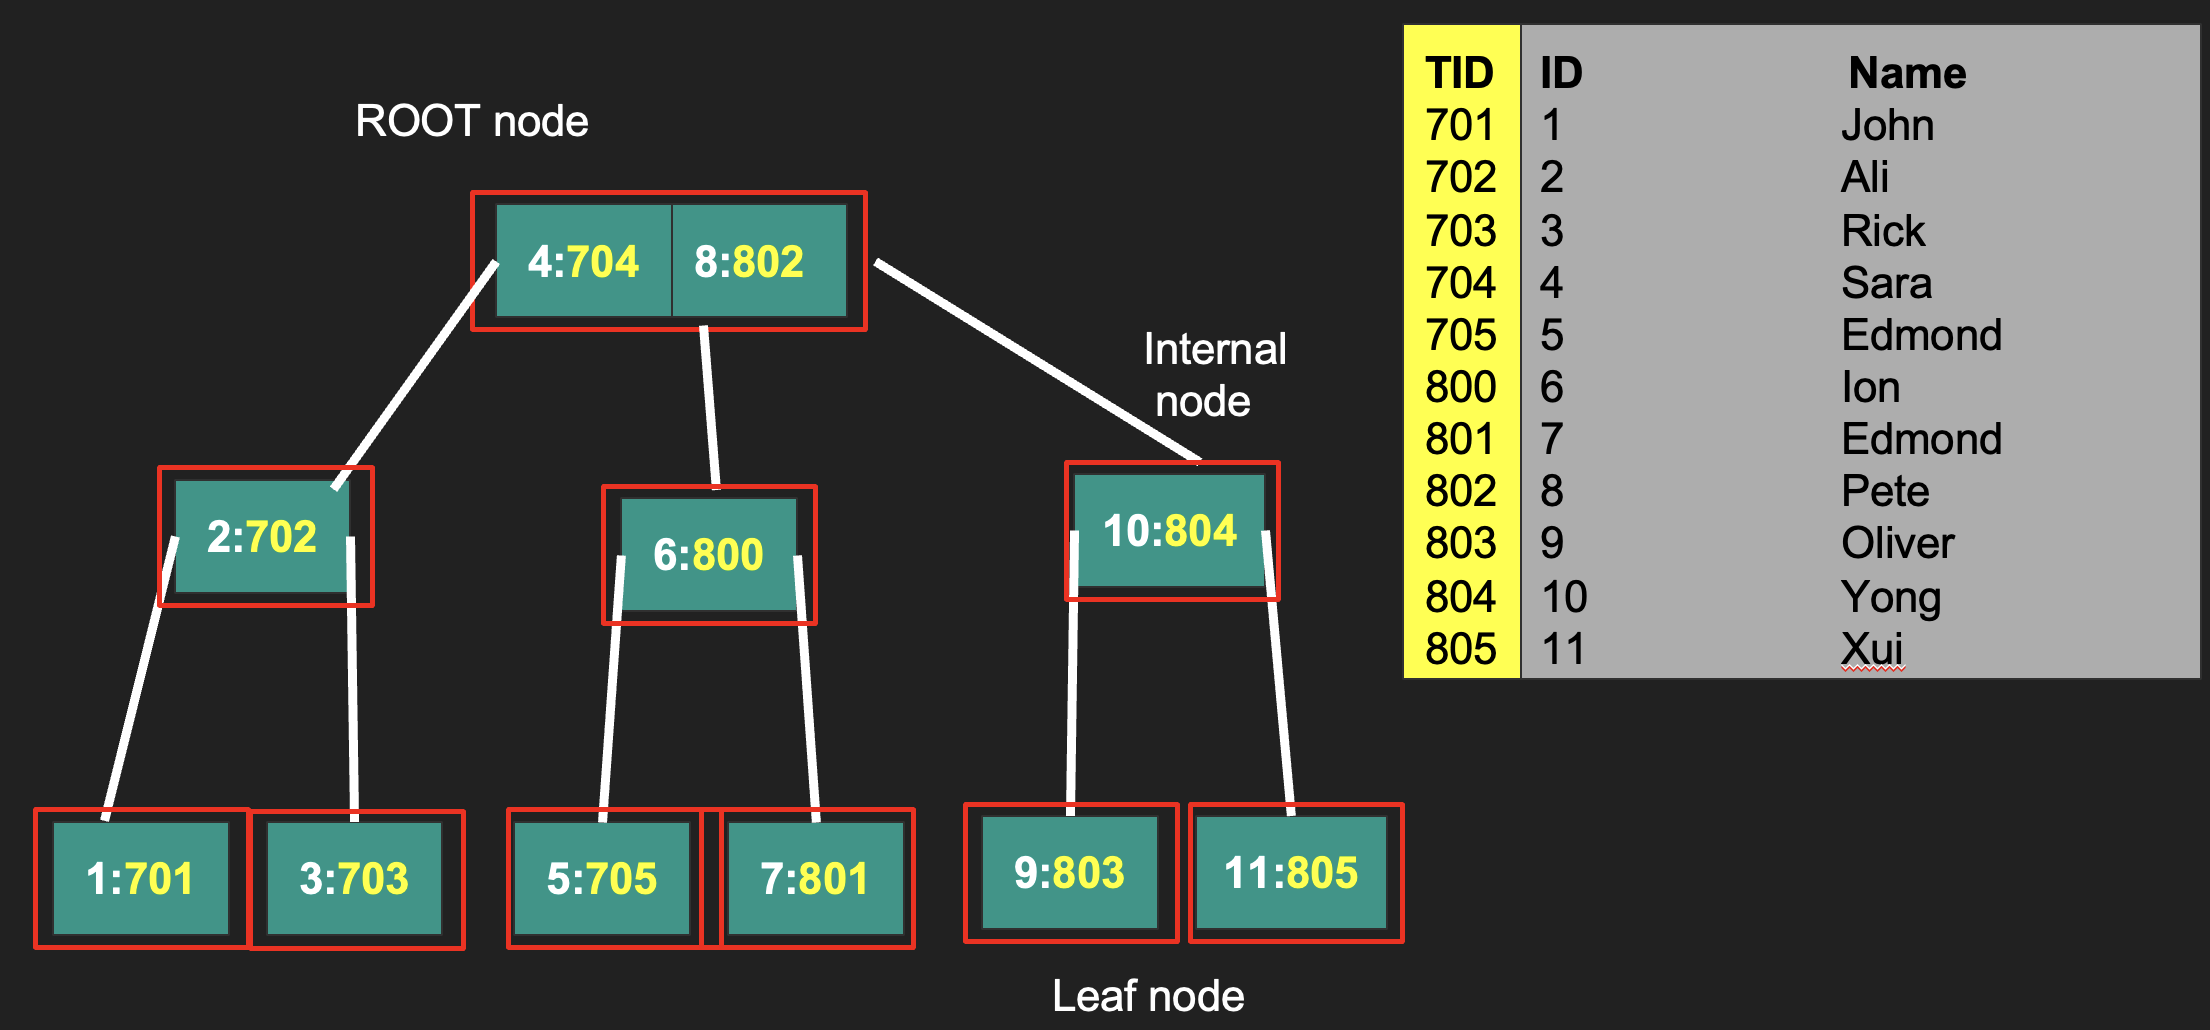 ROOT node
4:704 8:802
Internal
node
2:702
6:800
10:804
1:701
3:703
5:705
7:801
9:803
11:805
Leaf node
TID ID Name
701 1 John
702 2 Ali
703 3 Rick
704 4 Sara
705 5 Edmond
800 6 Ion
801 7 Edmond
802 8 Pete
803 9 Oliver
804 10 Yong
805 11 Xui